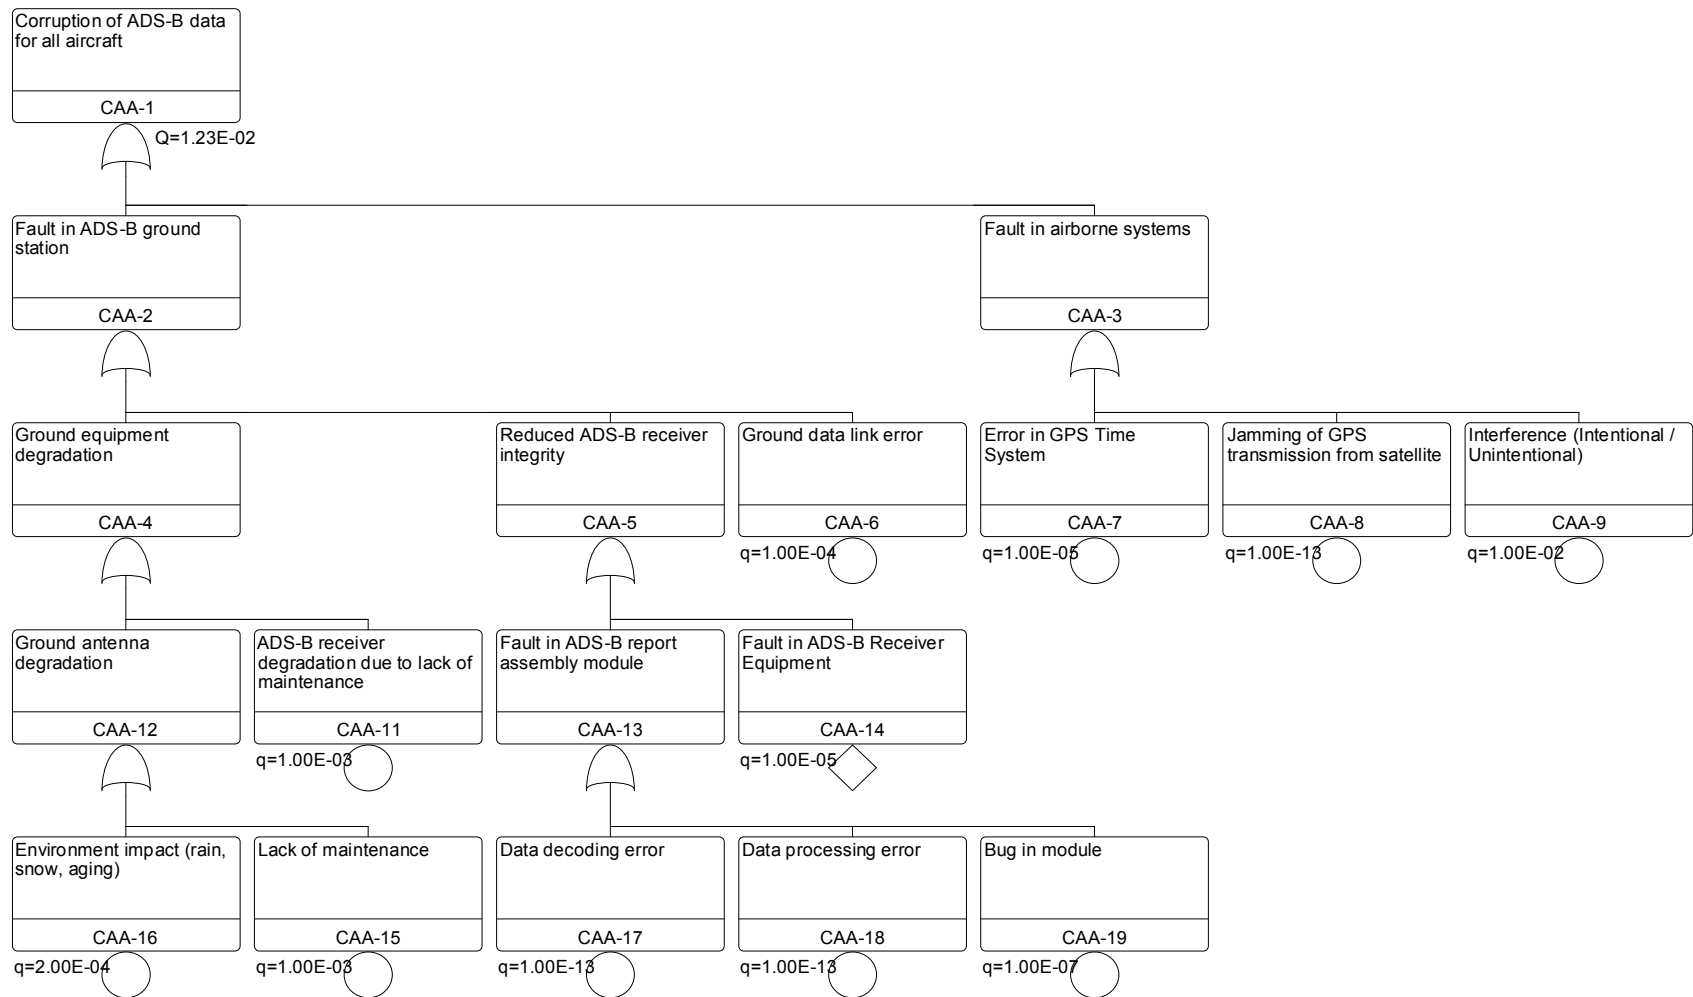 Corruption of ADS-B data
for all aircraft
CAA-1
Q=1.23E-02
Fault in ADS-B ground
station
CAA-2
Fault in airborne systems
CAA-3
Ground equipment
degradation
CAA-4
Reduced ADS-B receiver
integrity
CAA-5
Ground data link error
CAA-6
q=1.00E-04
Error in GPS Time
System
CAA-7
q=1.00E-05
Jamming of GPS
transmission from satellite
CAA-8
q=1.00E-13
Interference (Intentional /
Unintentional)
CAA-9
q=1.00E-02
Ground antenna
degradation
CAA-12
ADS-B receiver
degradation due to lack of
maintenance
CAA-11
q=1.00E-03
Fault in ADS-B report
assembly module
CAA-13
Fault in ADS-B Receiver
Equipment
CAA-14
q=1.00E-05
Environment impact (rain,
snow, aging)
CAA-16
q=2.00E-04
Lack of maintenance
CAA-15
q=1.00E-03
Data decoding error
CAA-17
q=1.00E-13
Data processing error
CAA-18
q=1.00E-13
Bug in module
CAA-19
q=1.00E-07